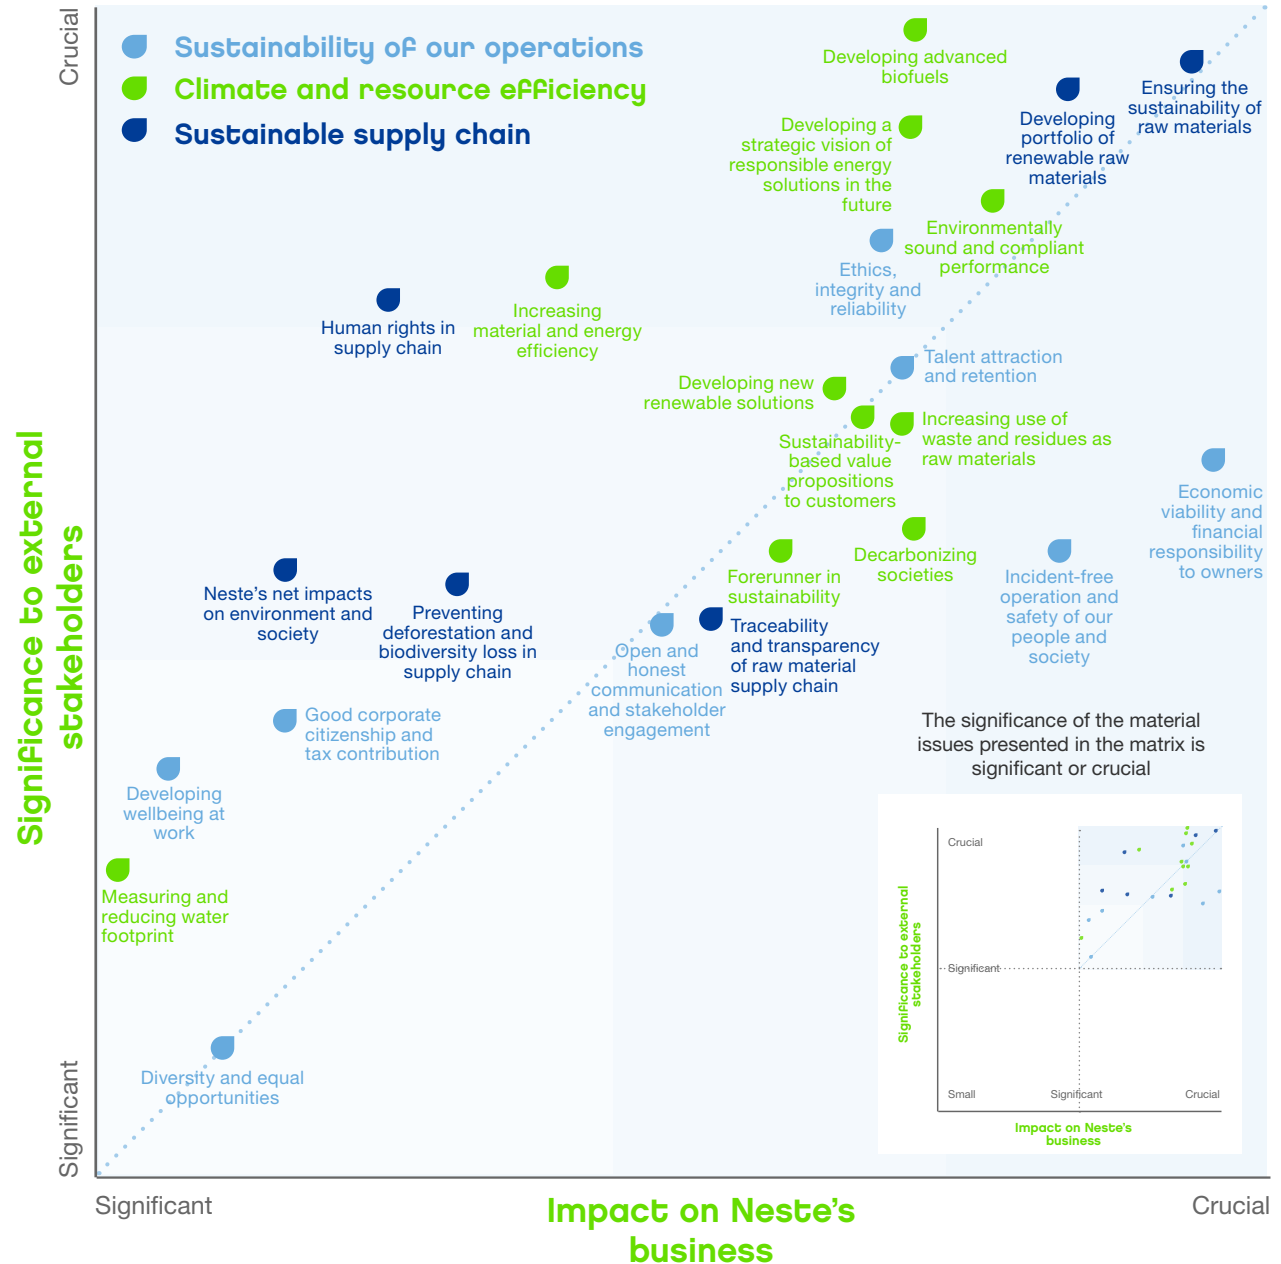 Crucial
Sustainability of our operations
Climate and resource efficiency
Sustainable supply chain
Developing advanced
biofuels
Ensuring the
sustainability of
raw materials
Developing
portfolio of
renewable raw
materials
Developing a
strategic vision of
responsible energy
solutions in the
future
Environmentally
sound and compliant
performance
Ethics,
integrity and
reliability
Increasing
material and energy
efficiency
Human rights in
supply chain
Talent attraction
and retention
Developing new
renewable solutions
Increasing use of
waste and residues as
raw materials
Sustainability-
based value
propositions
to customers
Economic
viability and
financial
responsibility
to owners
Decarbonizing
societies
Forerunner in
sustainability
Incident-free
operation and
safety of our
people and
society
Neste’s net impacts
on environment and
society
Preventing
deforestation and
biodiversity loss in
supply chain
Open and
honest
communication
and stakeholder
engagement
Traceability
and transparency
of raw material
supply chain
Good corporate
citizenship and
tax contribution
Developing
wellbeing at
work
Measuring and
reducing water
footprint
Diversity and equal
opportunities
Significance to external
stakeholders
Significant
Significant
Impact on Neste’s
business
Crucial
The significance of the material
issues presented in the matrix is
significant or crucial
Crucial
Significance to external
stakeholders
Significant
Small
Significant
Crucial
Impact on Neste’s
business